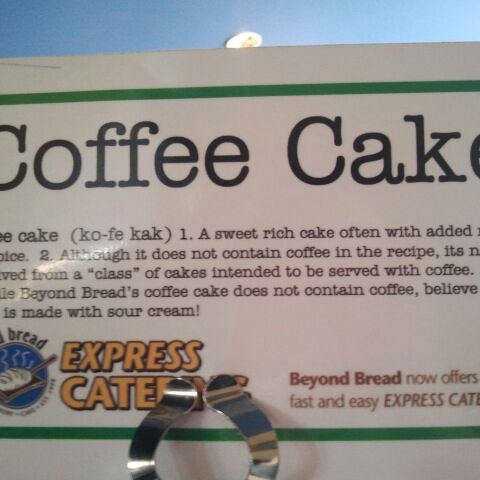 Coffee Cake
ee cake (ko-fe kak) 1. A sweet rich cake often with added
pice. 2. Although it does not contain coffee in the recipe, its n
ved from a "class" of cakes intended to be served with coffee.
le Beyond Bread's coffee cake does not contain coffee, believe
is made with sour cream!
d bread
EXPRESS
CATERING
Beyond Bread now offers
fast and easy EXPRESS CATE